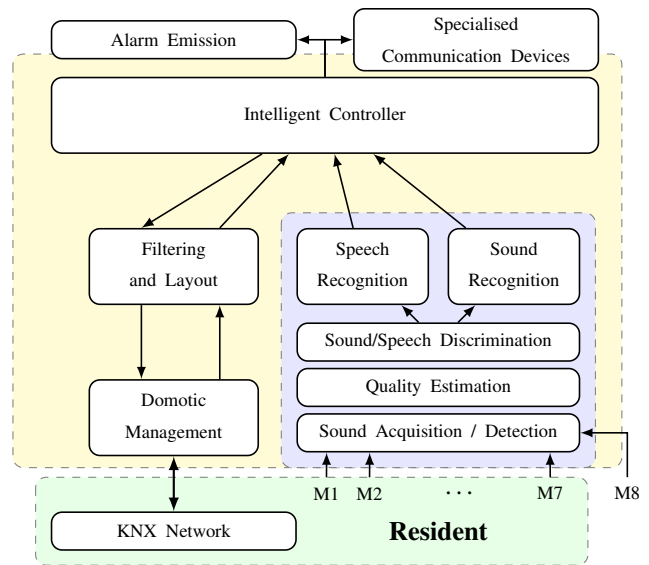 Alarm Emission
Specialised
Communication Devices
Intelligent Controller
Filtering
and Layout
Speech
Recognition
Sound
Recognition
Sound/Speech Discrimination
Quality Estimation
Domotic
Management
Sound Acquisition / Detection
M1 M2 ... M7 M8
KNX Network
Resident